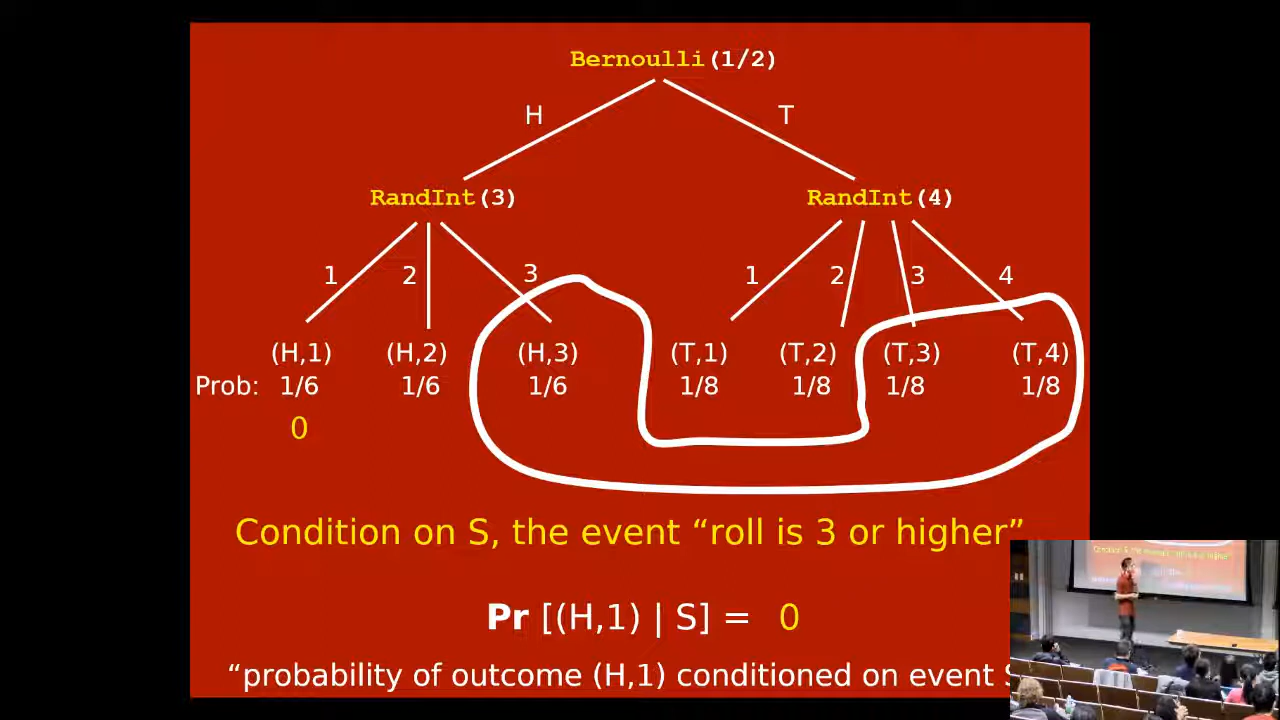 Bernoulli(1/2)
H T
RandInt(3) RandInt(4)
1 2 3 1 2 3 4
(H,1) (H,2) (H,3) (T,1) (T,2) (T,3) (T,4)
Prob: 1/6 1/6 1/6 1/8 1/8 1/8 1/8
0
Condition on S, the event “roll is 3 or higher”
Pr [(H,1) | S] = 0
“probability of outcome (H,1) conditioned on event